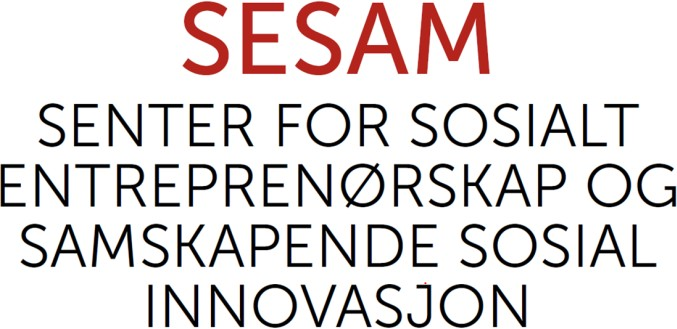 SESAM
SENTER FOR SOSIALT
ENTREPRENØRSKAP OG
SAMSKAPENDE SOSIAL
INNOVASJON